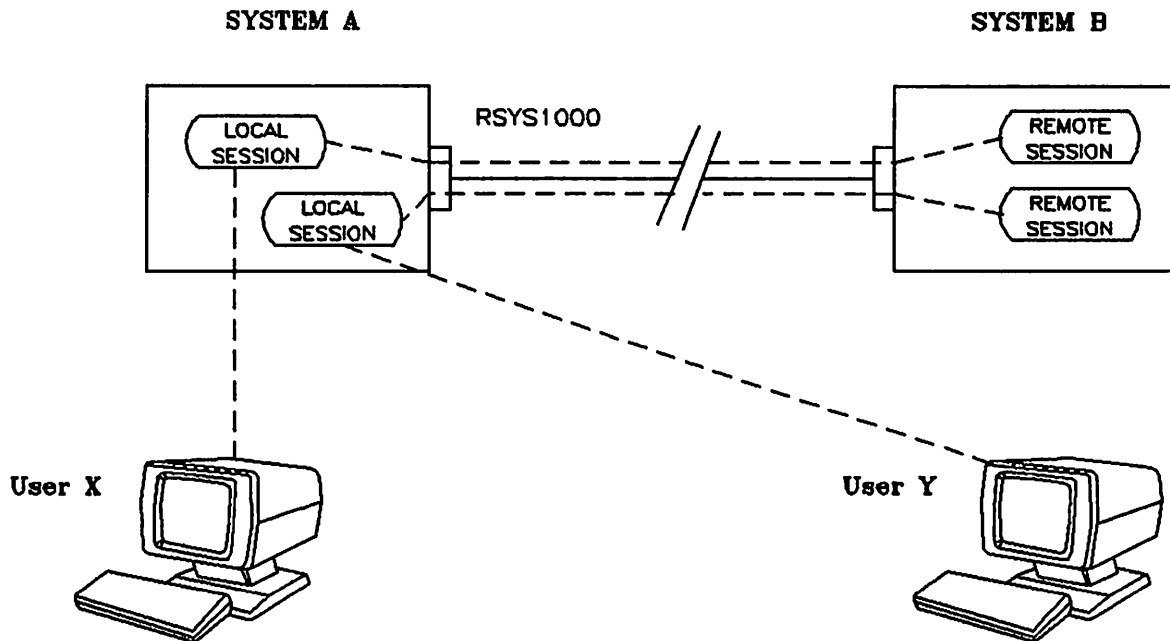 SYSTEM A
SYSTEM B
RSYS1000
LOCAL
SESSION
LOCAL
SESSION
REMOTE
SESSION
REMOTE
SESSION
User X
User Y